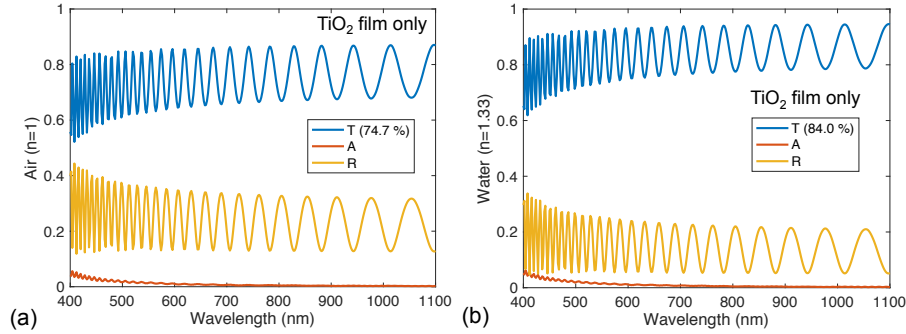 TiO2 film only
Air (n=1)
1
0.8
0.6
0.4
0.2
0
T (74.7 %)
A
R
400 500 600 700 800 900 1000 1100
Wavelength (nm)
(a)
Water (n=1.33)
1
0.8
0.6
0.4
0.2
0
TiO2 film only
T (84.0 %)
A
R
400 500 600 700 800 900 1000 1100
Wavelength (nm)
(b)